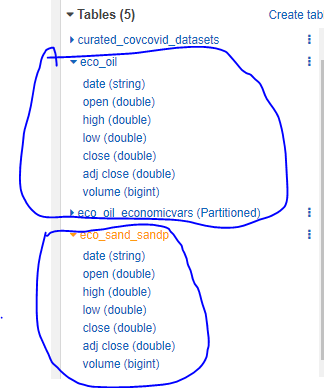 Tables (5) Create tab
curated_covcovid_datasets
eco_oil
date (string)
open (double)
high (double)
low (double)
close (double)
adj close (double)
volume (bigint)
eco_oil_economicvars (Partitioned)
eco_sand_sandp
date (string)
open (double)
high (double)
low (double)
close (double)
adj close (double)
volume (bigint)